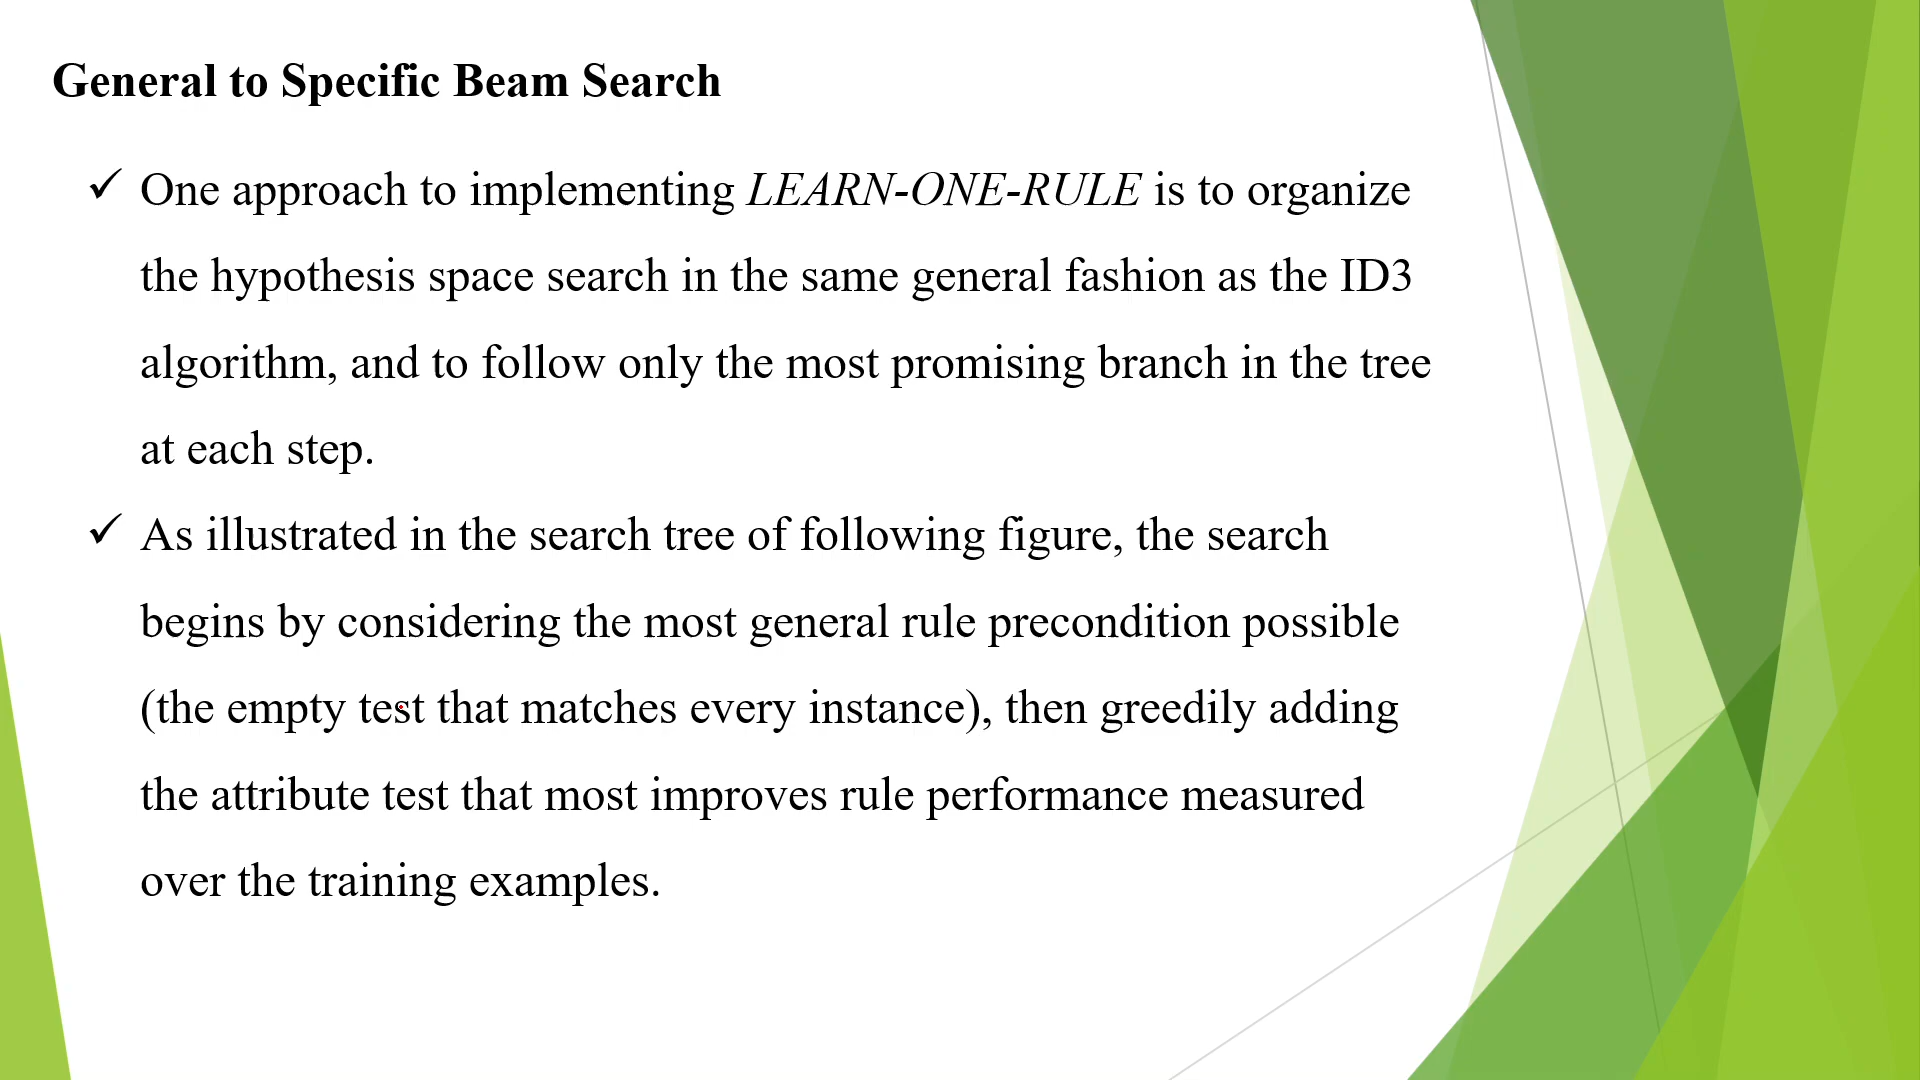 General to Specific Beam Search
✓ One approach to implementing LEARN-ONE-RULE is to organize
the hypothesis space search in the same general fashion as the ID3
algorithm, and to follow only the most promising branch in the tree
at each step.
✓ As illustrated in the search tree of following figure, the search
begins by considering the most general rule precondition possible
(the empty test that matches every instance), then greedily adding
the attribute test that most improves rule performance measured
over the training examples.